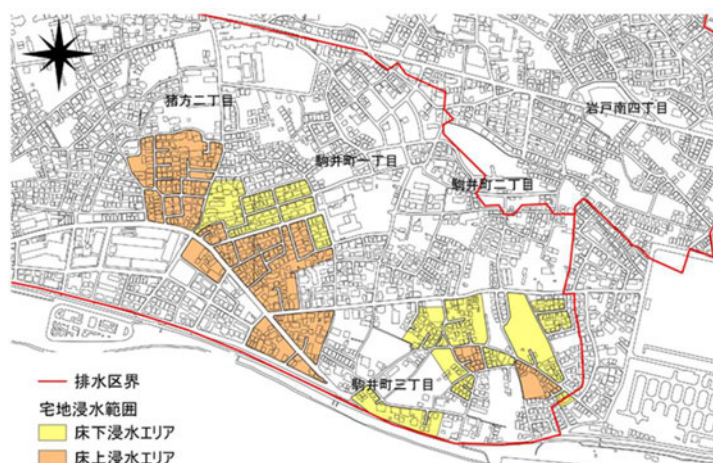 猪方二丁目
岩戸南四丁目
駒井町一丁目
駒井町二丁目
駒井町三丁目
排水区界
宅地浸水範囲
床下浸水エリア
床上浸水エリア